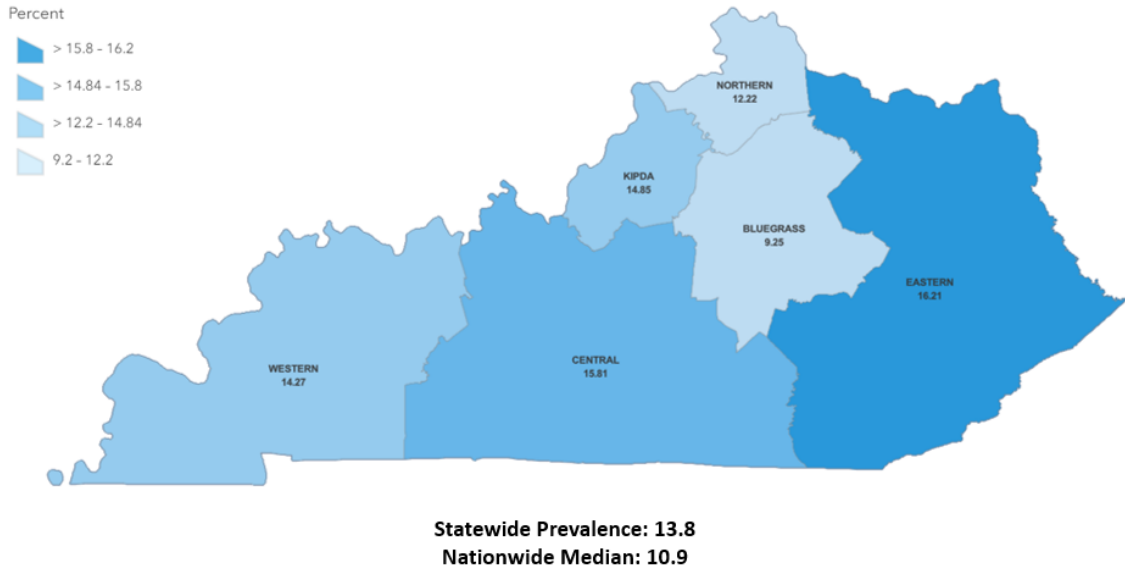 Percent
> 15.8 - 16.2
> 14.84 - 15.8
> 12.2 - 14.84
9.2 - 12.2
NORTHERN
12.22
KIPDA
14.85
BLUEGRASS
9.25
EASTERN
16.21
WESTERN
14.27
CENTRAL
15.81
Statewide Prevalence: 13.8
Nationwide Median: 10.9